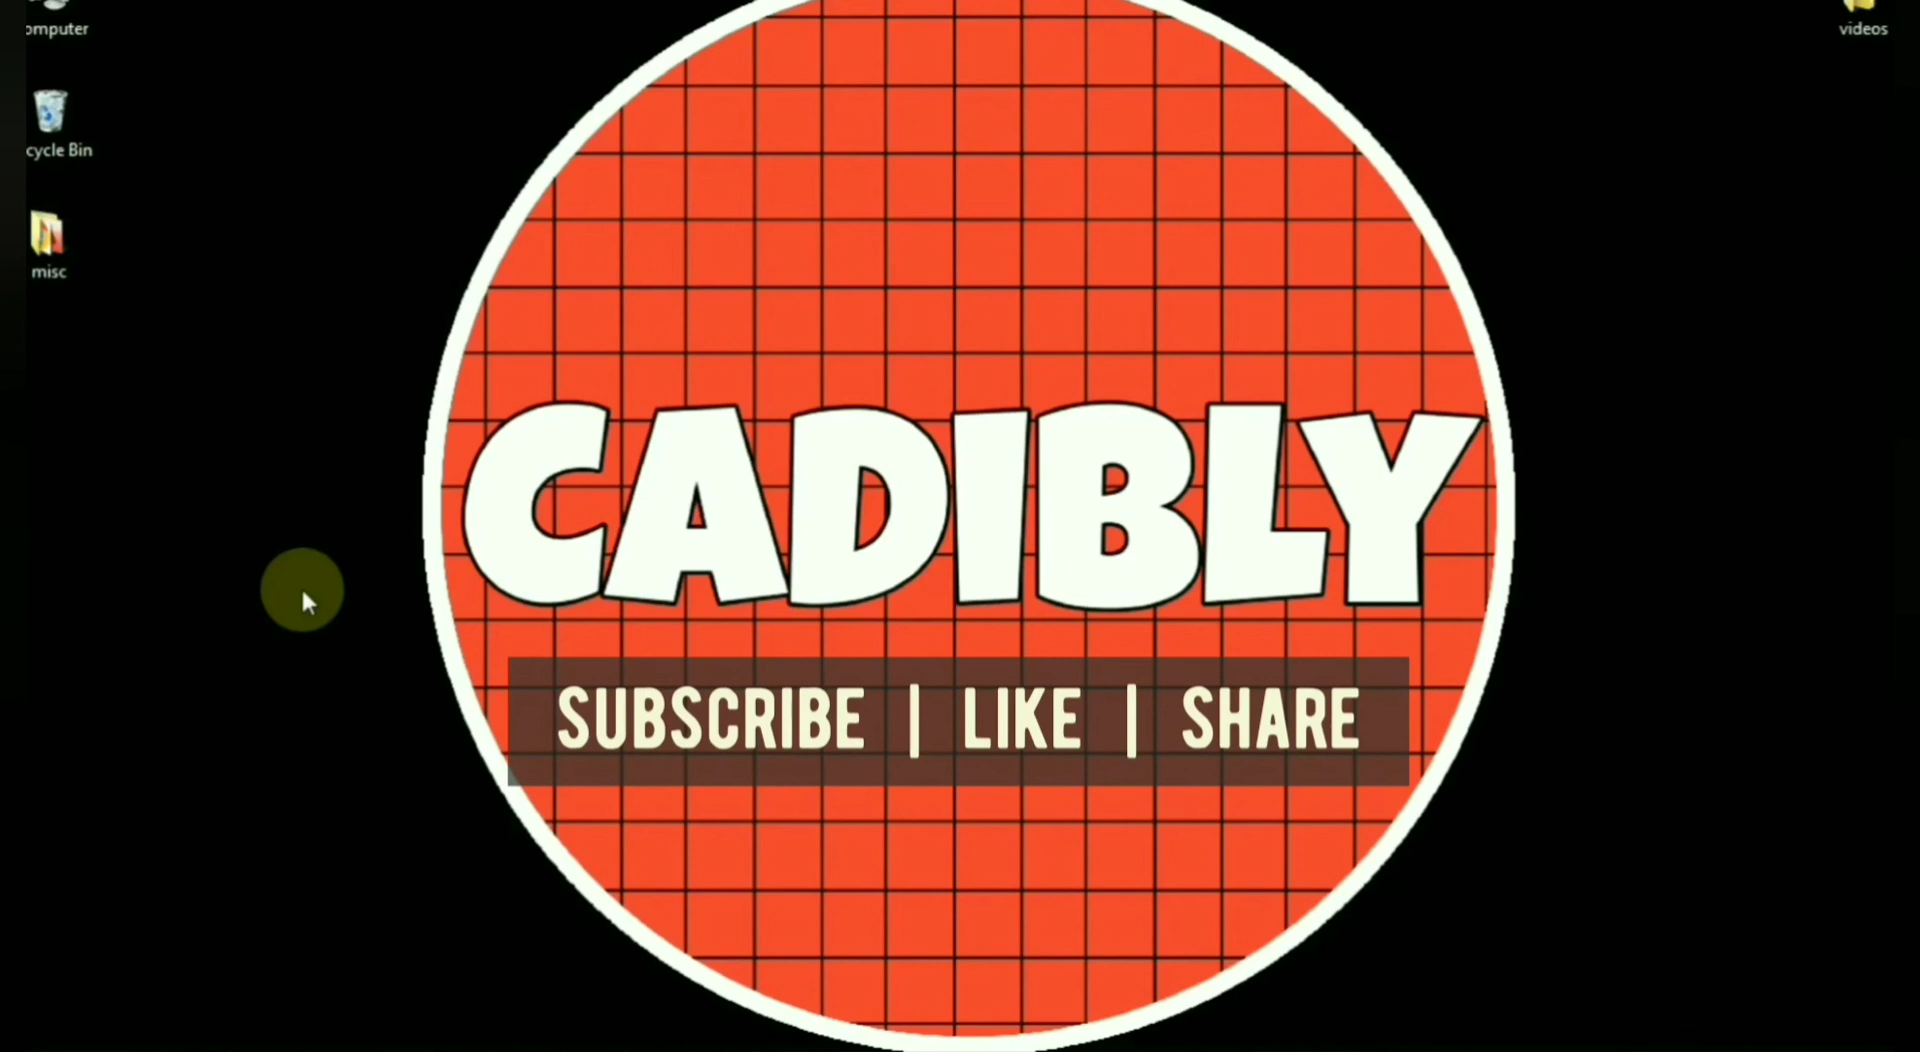 omputer
videos
cycle Bin
misc
CADIBLY
SUBSCRIBE | LIKE | SHARE